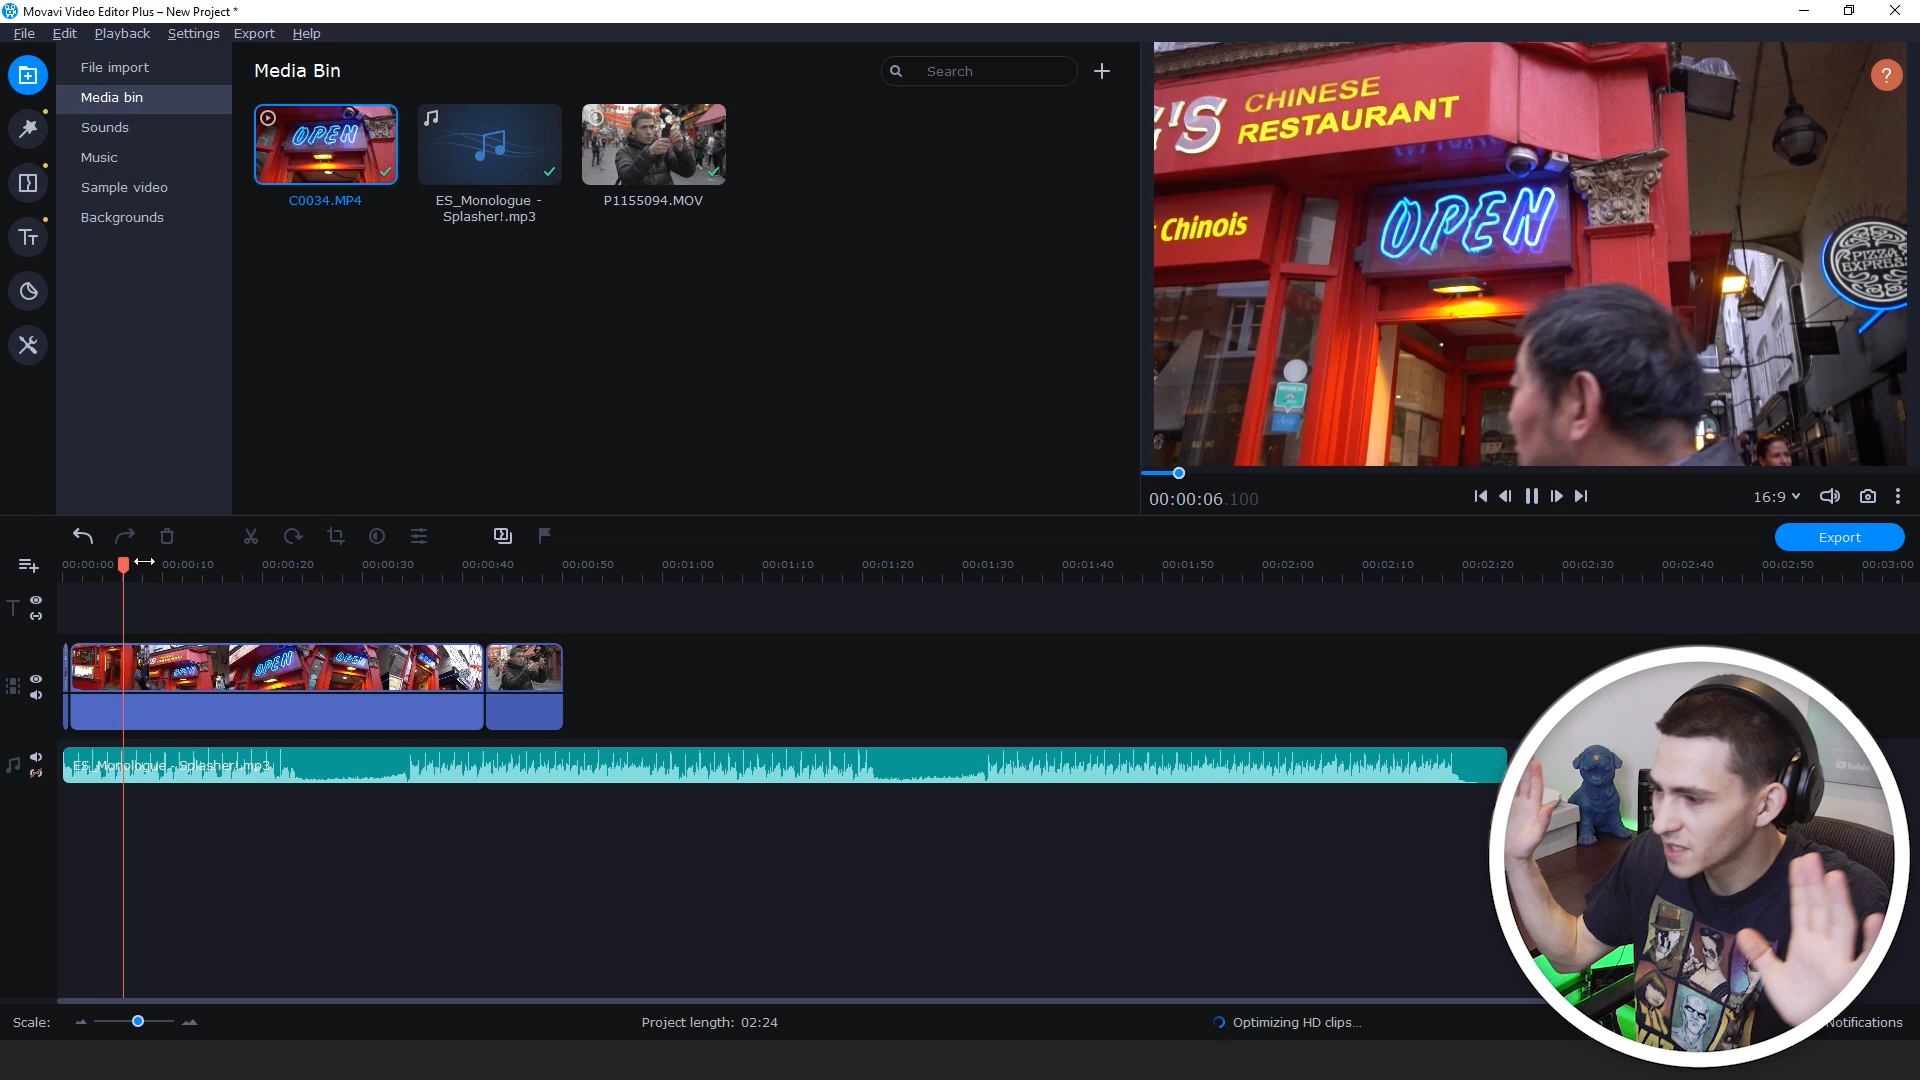 Movavi Video Editor Plus – New Project *
File Edit Playback Settings Export Help
File import
Media bin
Sounds
Music
Sample video
Backgrounds
Media Bin
Search
OPEN
C0034.MP4
ES_Monologue -
Splasher!.mp3
P1155094.MOV
'S CHINESE
RESTAURANT
Chinois
OPEN
PIZZA
EXPRESS
?
00:00:06.100
16:9
Export
00:00:00 00:00:10 00:00:20 00:00:30 00:00:40 00:00:50 00:01:00 00:01:10 00:01:20 00:01:30 00:01:40 00:01:50 00:02:00 00:02:10 00:02:20 00:02:30 00:02:40 00:02:50 00:03:00
ES_Monologue - Splasher!.mp3
Scale:
Project length: 02:24
Optimizing HD clips...
Notifications